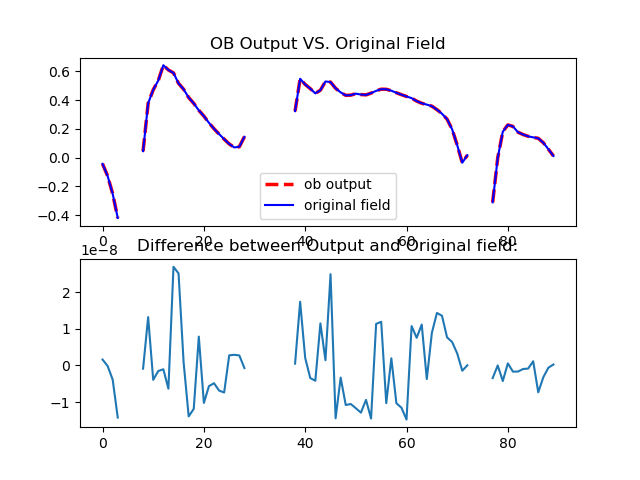 OB Output VS. Original Field
0.6
0.4
0.2
0.0
−0.2
−0.4
ob output
original field
0 20 40 60 80
1e−8
Difference between Output and Original field.
2
1
0
−1
0 20 40 60 80